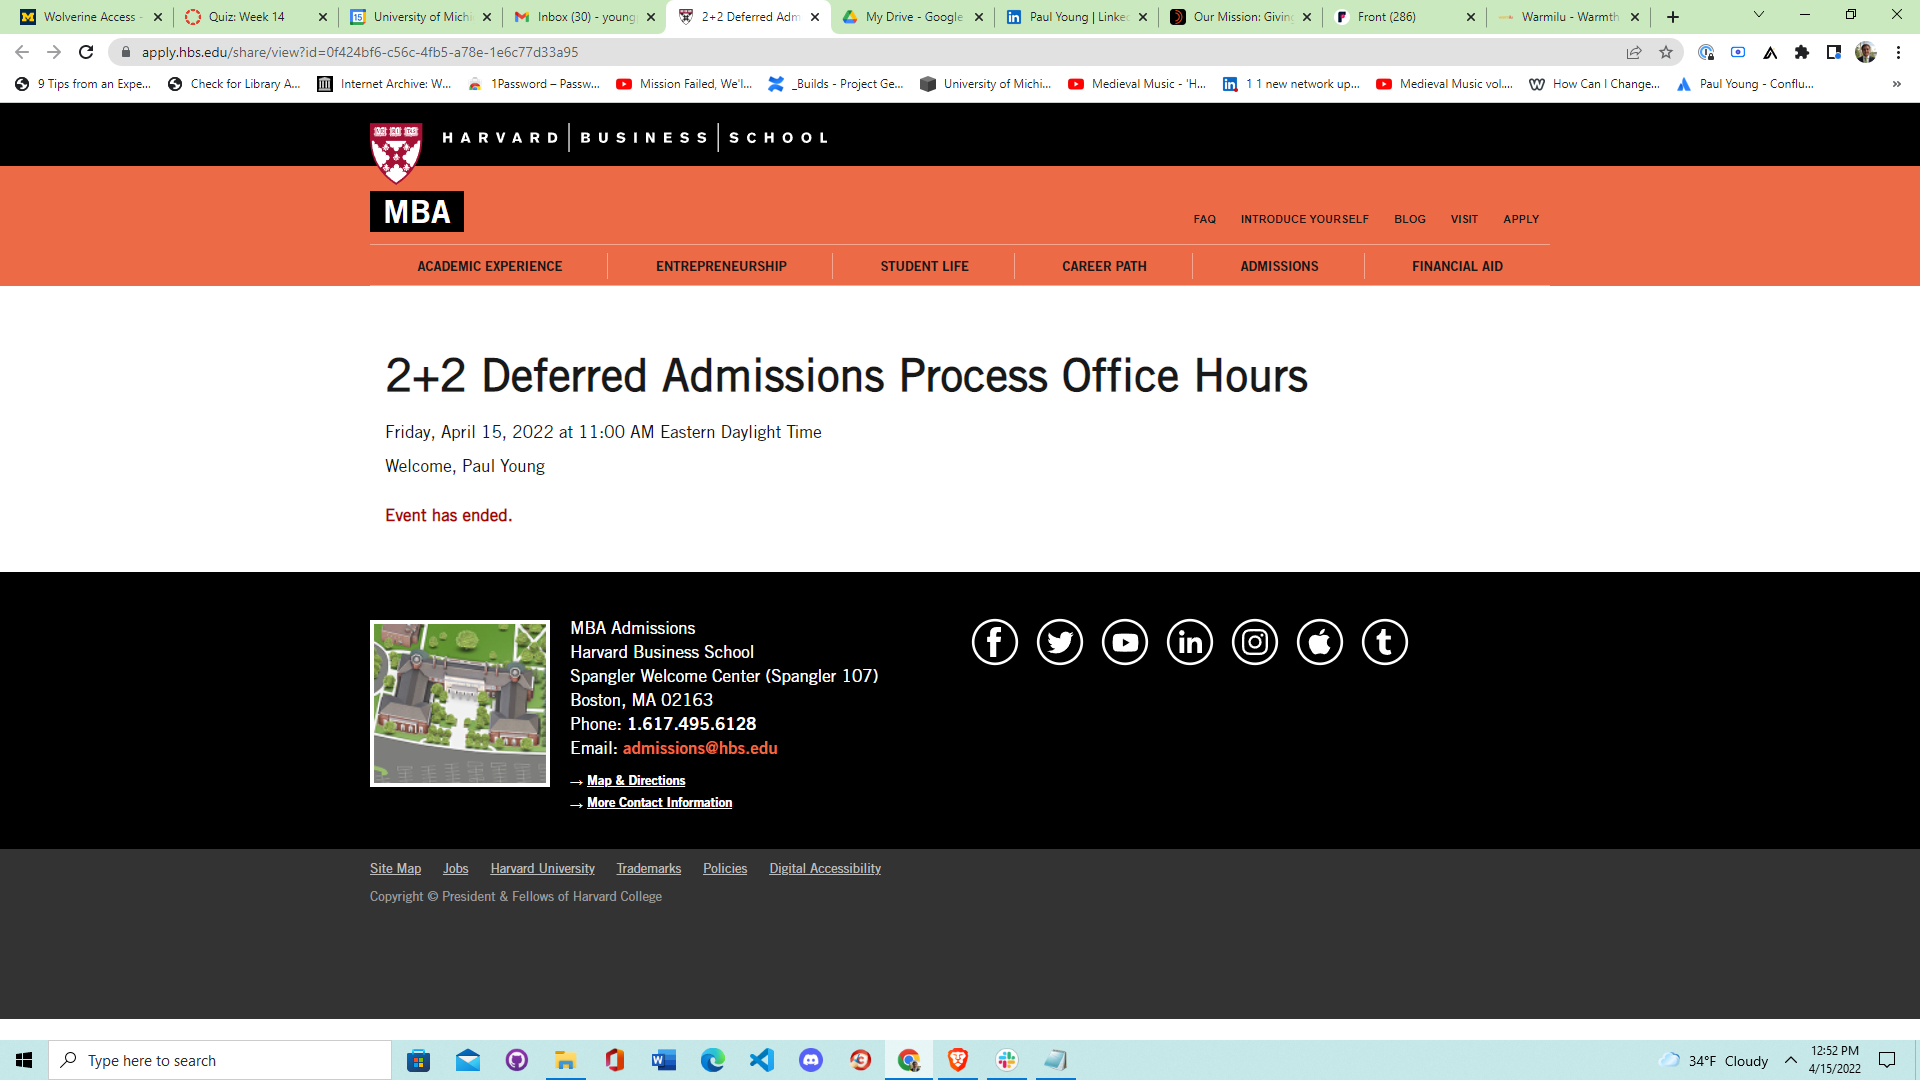 Wolverine Access -
Quiz: Week 14
University of Michi
Inbox (30) - young
2+2 Deferred Adm
My Drive - Google
Paul Young | Linked
Our Mission: Giving
Front (286)
Warmilu - Warmth
apply.hbs.edu/share/view?id=0f424bf6-c56c-4fb5-a78e-1e6c77d33a95
9 Tips from an Expe...
Check for Library A...
Internet Archive: W...
1Password – Passw...
Mission Failed, We'l...
_Builds - Project Ge...
University of Michi...
Medieval Music - 'H...
1 1 new network up...
Medieval Music vol....
How Can I Change...
Paul Young - Conflu...
»
HARVARD | BUSINESS | SCHOOL
MBA
FAQ INTRODUCE YOURSELF BLOG VISIT APPLY
ACADEMIC EXPERIENCE ENTREPRENEURSHIP STUDENT LIFE CAREER PATH ADMISSIONS FINANCIAL AID
2+2 Deferred Admissions Process Office Hours
Friday, April 15, 2022 at 11:00 AM Eastern Daylight Time
Welcome, Paul Young
Event has ended.
MBA Admissions
Harvard Business School
Spangler Welcome Center (Spangler 107)
Boston, MA 02163
Phone: 1.617.495.6128
Email: admissions@hbs.edu
→ Map & Directions
→ More Contact Information
Site Map Jobs Harvard University Trademarks Policies Digital Accessibility
Copyright © President & Fellows of Harvard College
Type here to search
34°F Cloudy
12:52 PM
4/15/2022